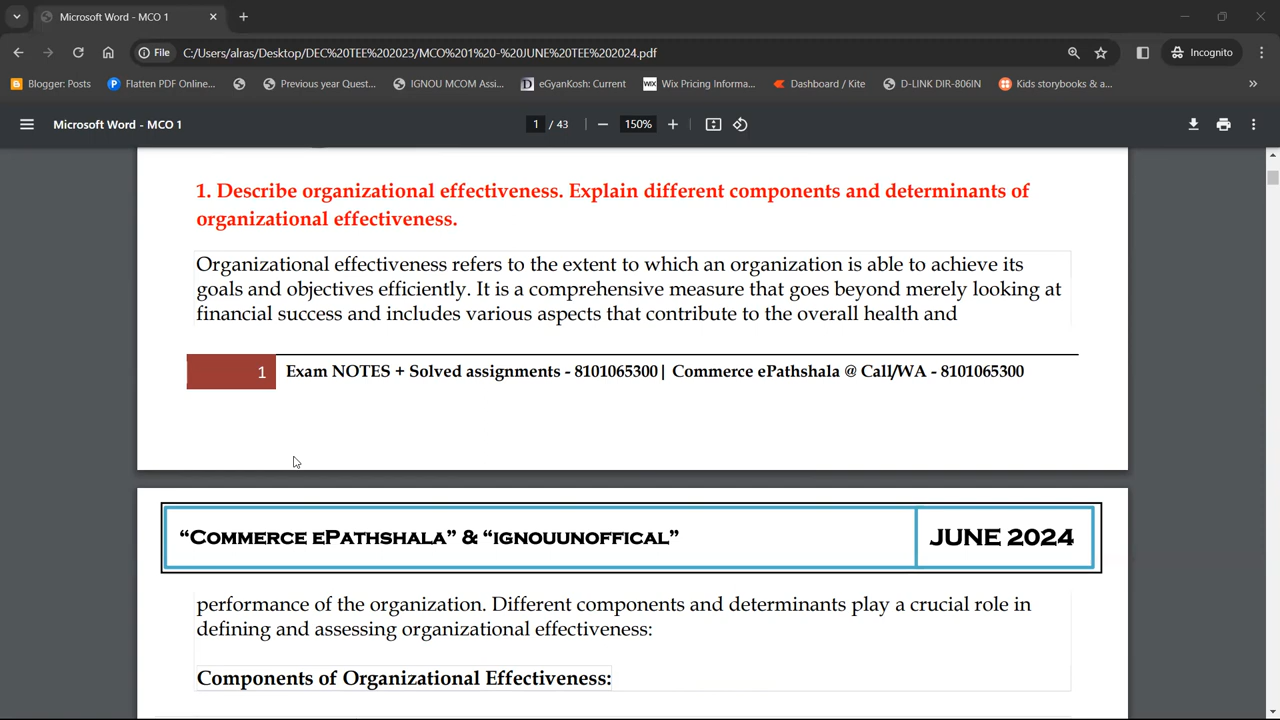 Microsoft Word - MCO 1
Incognito
File
C:/Users/alras/Desktop/DEC%20TEE%202023/MCO%201%20-%20JUNE%20TEE%202024.pdf
Blogger: Posts
Flatten PDF Online...
Previous year Quest...
IGNOU MCOM Assi...
eGyanKosh: Current
WIX Wix Pricing Informa...
Dashboard / Kite
D-LINK DIR-806IN
Kids storybooks & a...
Microsoft Word - MCO 1
1 / 43
150%
1. Describe organizational effectiveness. Explain different components and determinants of
organizational effectiveness.
Organizational effectiveness refers to the extent to which an organization is able to achieve its
goals and objectives efficiently. It is a comprehensive measure that goes beyond merely looking at
financial success and includes various aspects that contribute to the overall health and
1 Exam NOTES + Solved assignments - 8101065300| Commerce ePathshala @ Call/WA - 8101065300
“COMMERCE EPATHSHALA” & “IGNOUUNOFFICAL”
JUNE 2024
performance of the organization. Different components and determinants play a crucial role in
defining and assessing organizational effectiveness:
Components of Organizational Effectiveness: